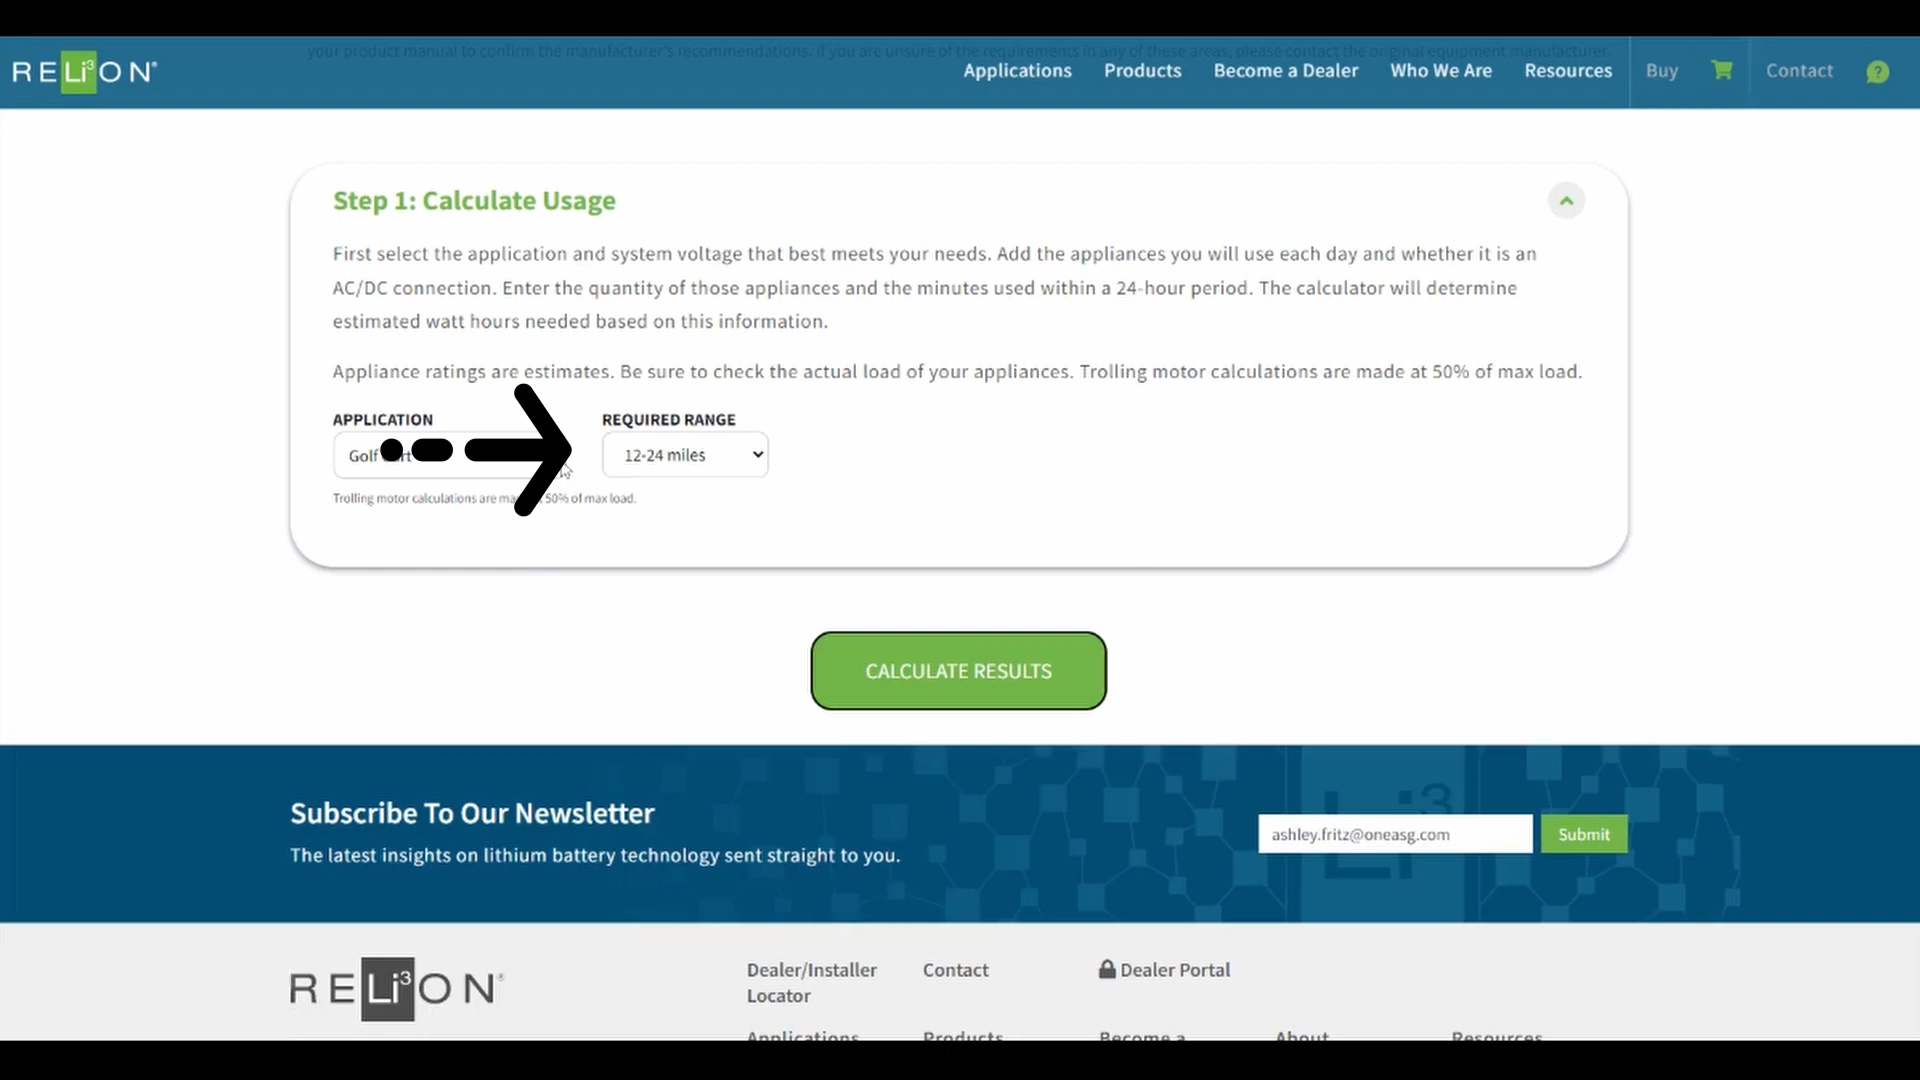 your product manual to confirm the manufacturer's recommendations. If you are unsure of the requirements in any of these areas, please contact the original equipment manufacturer.
RELi³ON® Applications Products Become a Dealer Who We Are Resources Buy Contact ?
Step 1: Calculate Usage
First select the application and system voltage that best meets your needs. Add the appliances you will use each day and whether it is an
AC/DC connection. Enter the quantity of those appliances and the minutes used within a 24-hour period. The calculator will determine
estimated watt hours needed based on this information.
Appliance ratings are estimates. Be sure to check the actual load of your appliances. Trolling motor calculations are made at 50% of max load.
APPLICATION REQUIRED RANGE
Golf 12-24 miles
Trolling motor calculations are 50% of max load.
CALCULATE RESULTS
Subscribe To Our Newsletter
The latest insights on lithium battery technology sent straight to you.
Li³
ashley.fritz@oneasg.com Submit
RELi³ON®
Dealer/Installer Locator
Contact
Dealer Portal
Applications Products Become a About Resources